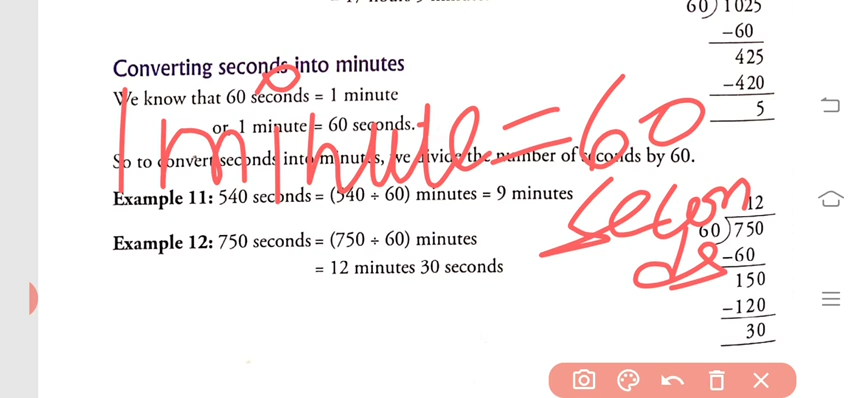 60)1025
−60
425
−420
5
Converting seconds into minutes
We know that 60 seconds = 1 minute
or 1 minute = 60 seconds.
So to convert seconds into minutes, we divide the number of seconds by 60.
Example 11: 540 seconds = (540 ÷ 60) minutes = 9 minutes
Example 12: 750 seconds = (750 ÷ 60) minutes
= 12 minutes 30 seconds
12
60)750
−60
150
−120
30
1 minute = 60
secon
ds